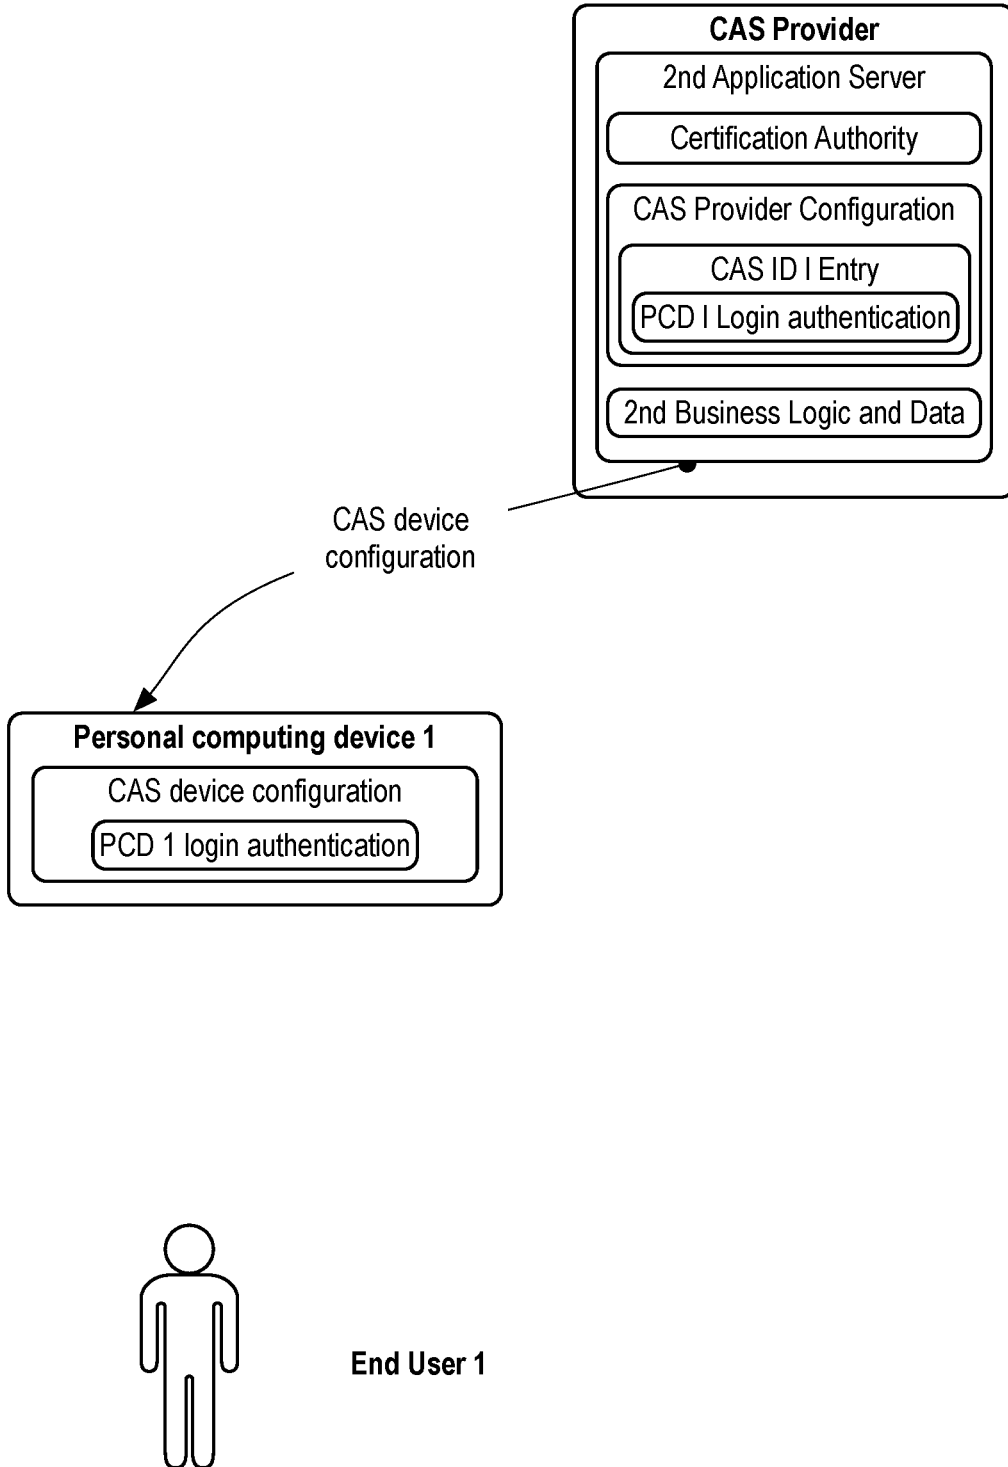 CAS Provider
2nd Application Server
Certification Authority
CAS Provider Configuration
CAS ID I Entry
PCD I Login authentication
2nd Business Logic and Data
CAS device
configuration
Personal computing device 1
CAS device configuration
PCD 1 login authentication
End User 1